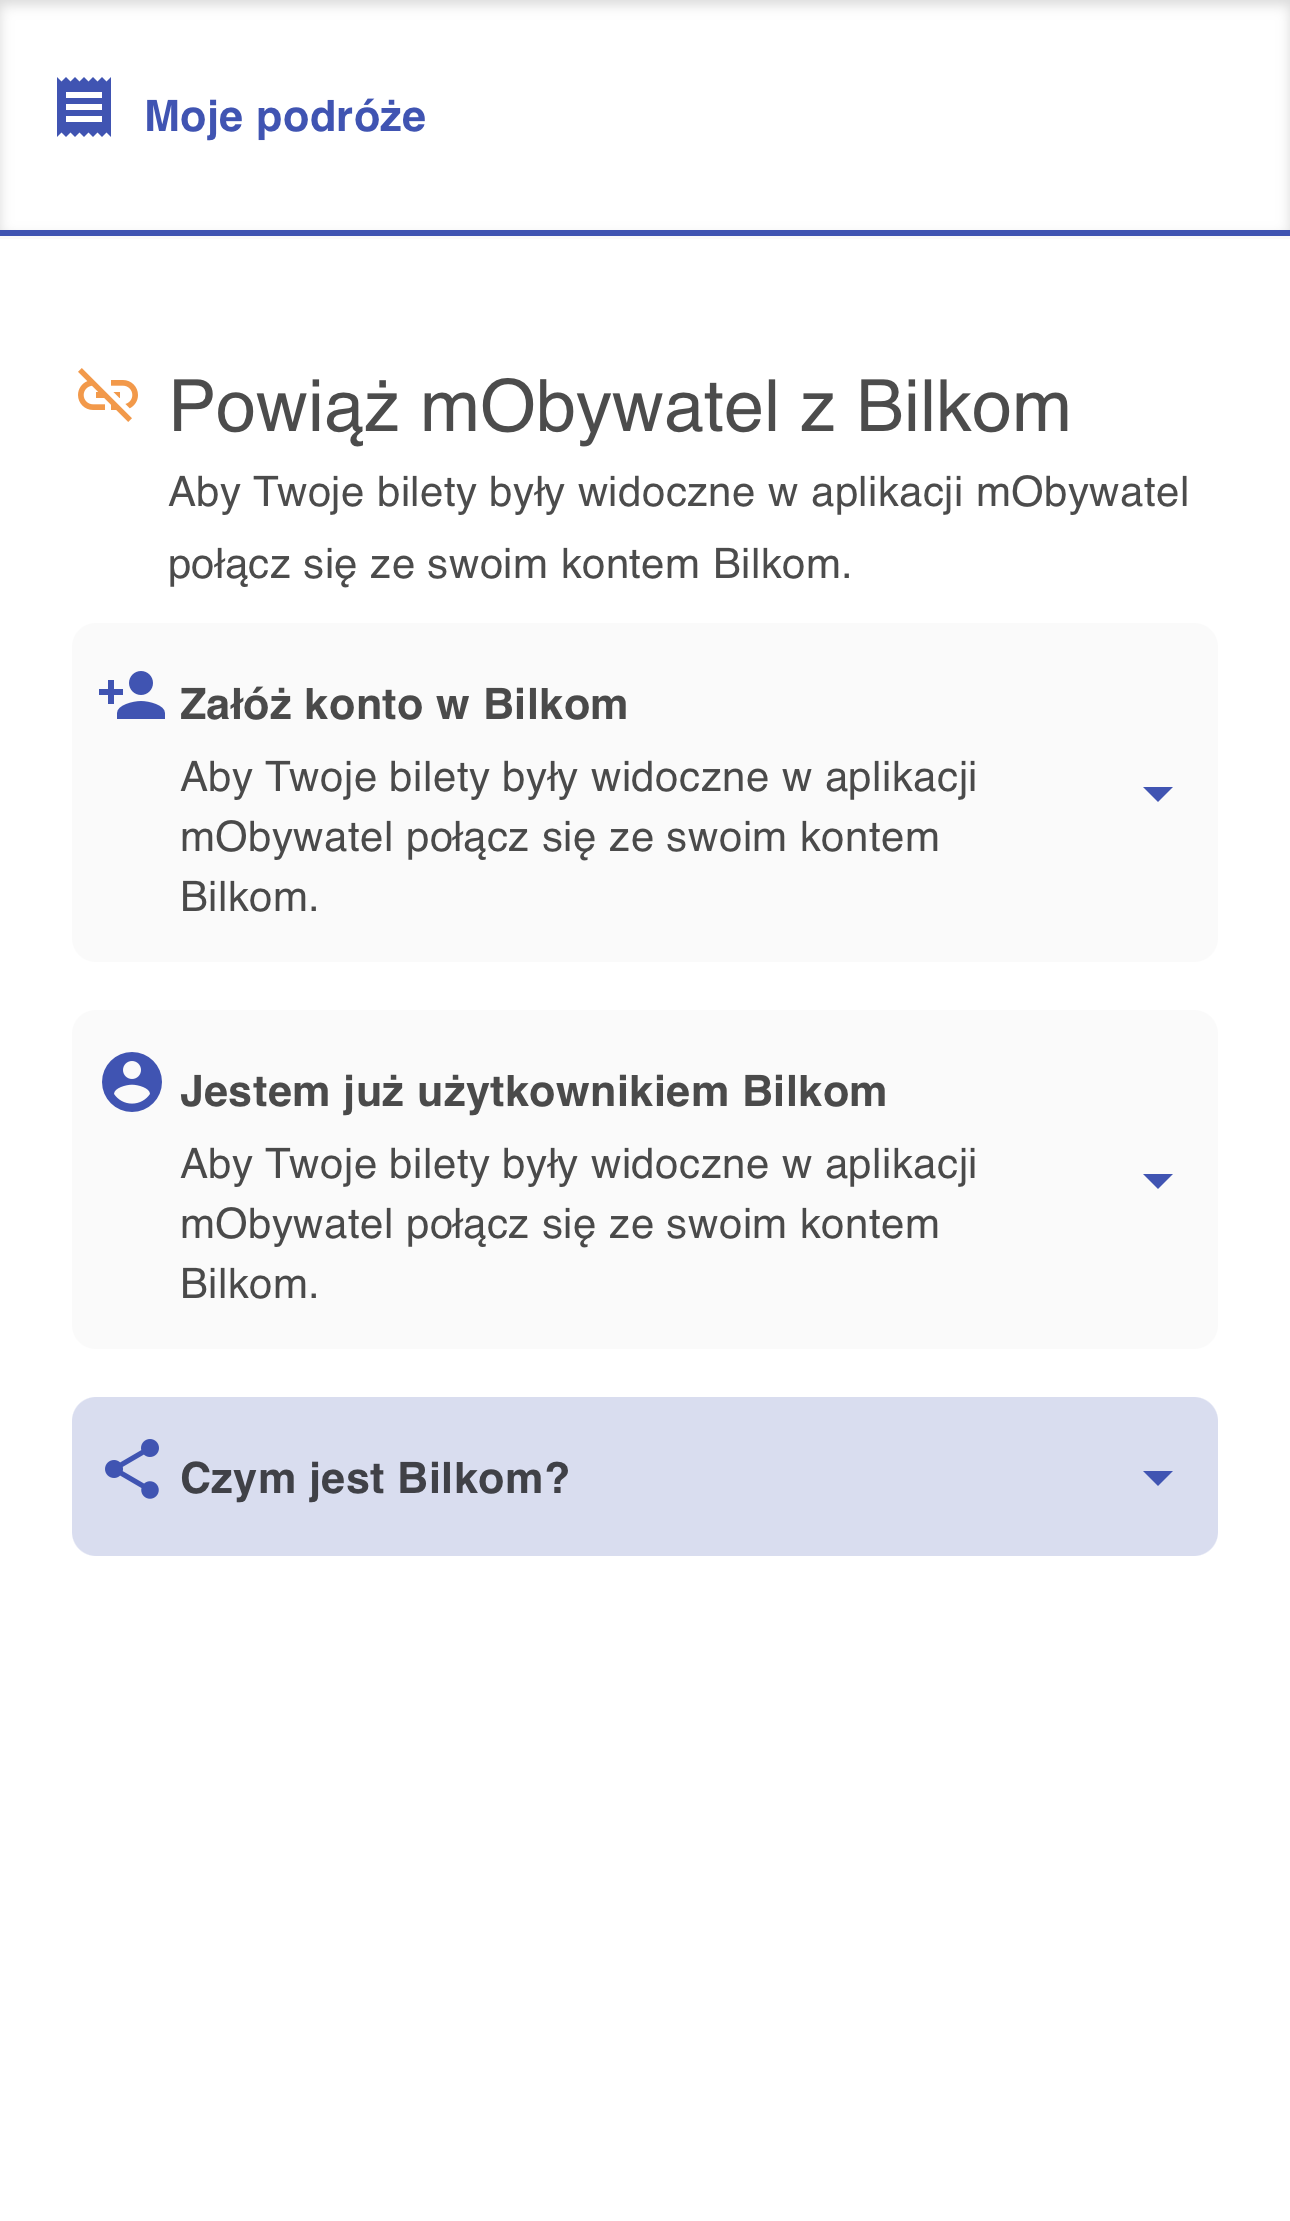 Moje podróże
Powiąż mObywatel z Bilkom
Aby Twoje bilety były widoczne w aplikacji mObywatel
połącz się ze swoim kontem Bilkom.
Załóż konto w Bilkom
Aby Twoje bilety były widoczne w aplikacji
mObywatel połącz się ze swoim kontem
Bilkom.
Jestem już użytkownikiem Bilkom
Aby Twoje bilety były widoczne w aplikacji
mObywatel połącz się ze swoim kontem
Bilkom.
Czym jest Bilkom?